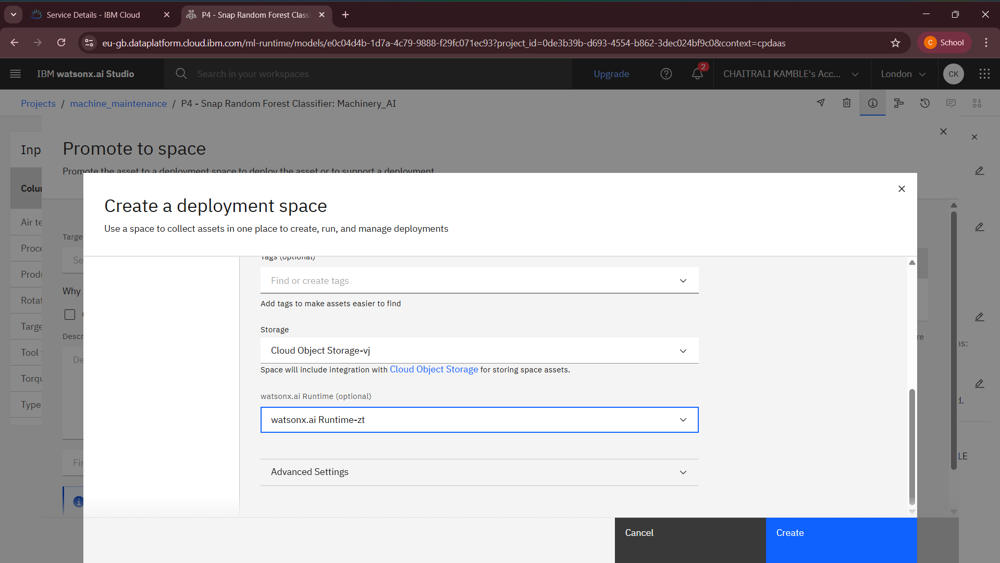 Service Details - IBM Cloud
P4 - Snap Random Forest Classi
eu-gb.dataplatform.cloud.ibm.com/ml-runtime/models/e0c04d4b-1d7a-4c79-9888-f29fc071ec93?project_id=0de3b39b-d693-4554-b862-3dec024bf9c0&context=cpdaas
C School
IBM watsonx.ai Studio
Search in your workspaces
Upgrade
2
CHAITRALI KAMBLE's Acc...
London
CK
Projects / machine_maintenance / P4 - Snap Random Forest Classifier: Machinery_AI
Inp
Promote to space
Promote the asset to a deployment space to deploy the asset or to support a deployment
Colu
Air te
Proce
Produ
Rotat
Targe
Tool
Torqu
Type
Targe
Se
Why
Descr
De
Fin
Create a deployment space
Use a space to collect assets in one place to create, run, and manage deployments
Tags (optional)
Find or create tags
Add tags to make assets easier to find
Storage
Cloud Object Storage-vj
Space will include integration with Cloud Object Storage for storing space assets.
watsonx.ai Runtime (optional)
watsonx.ai Runtime-zt
Advanced Settings
Cancel
Create
re
ns:
d.
LE